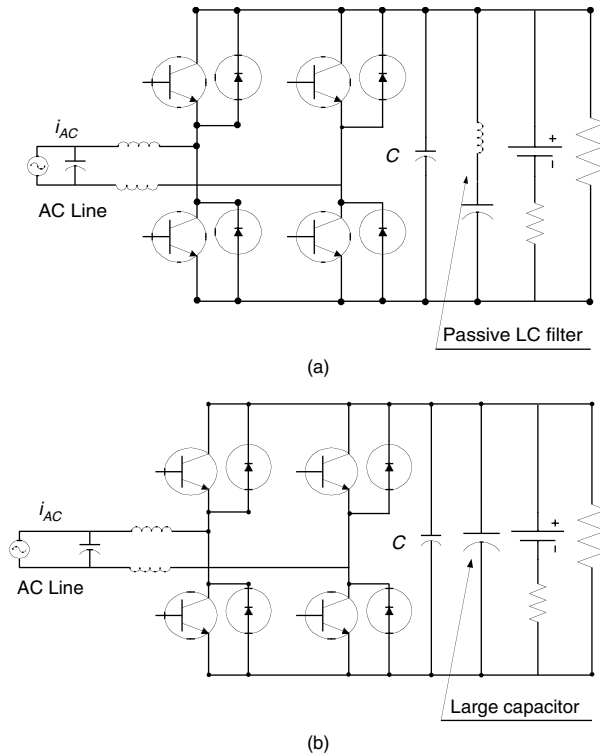 i_AC
AC Line
C
+
-
Passive LC filter
(a)
i_AC
AC Line
C
+
-
Large capacitor
(b)